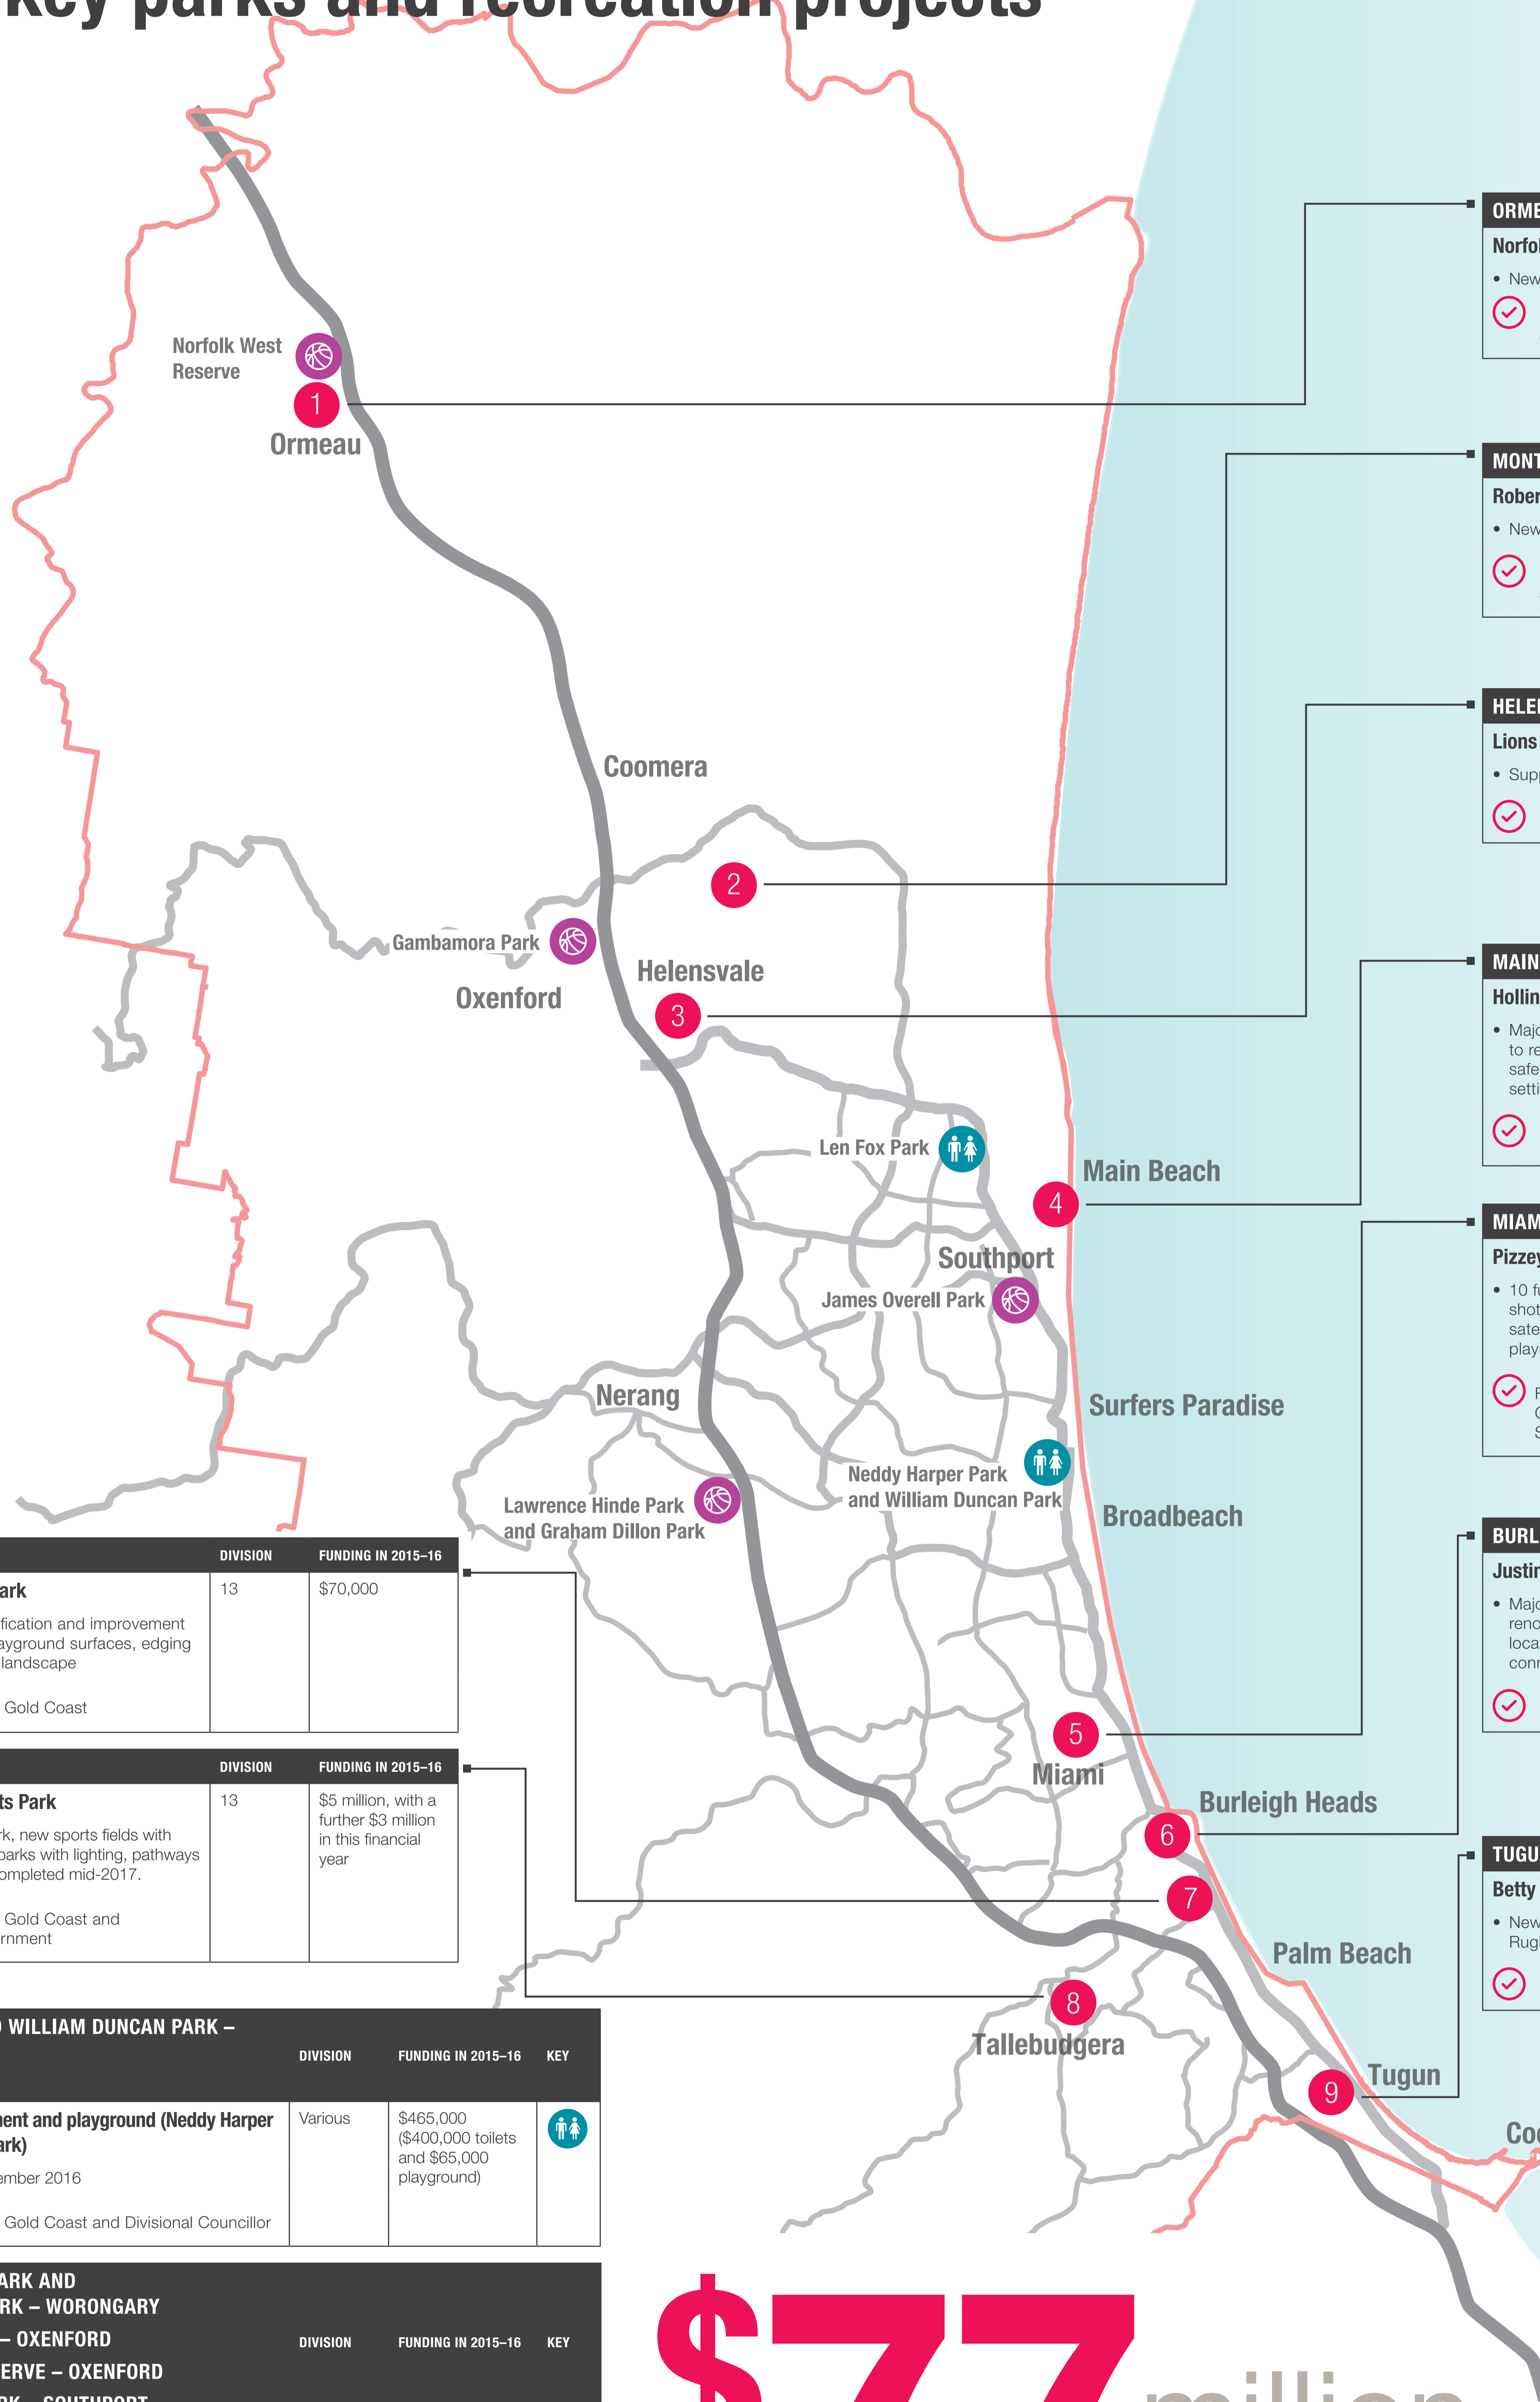 key parks and recreation projects
Norfolk West
Reserve
1
Ormeau
Coomera
2
Gambamora Park
Helensvale
Oxenford
3
Len Fox Park
Main Beach
4
Southport
James Overell Park
Nerang
Surfers Paradise
Neddy Harper Park
and William Duncan Park
Lawrence Hinde Park
and Graham Dillon Park
Broadbeach
5
Miami
Burleigh Heads
6
7
Palm Beach
8
Tallebudgera
Tugun
9
Coo
ORME
Norfol
• New
MONT
Rober
• New
HELEN
Lions
• Supp
MAIN
Hollin
• Majo
to re
safe
setti
MIAM
Pizzey
• 10 fu
shot
sate
play
BURL
Justin
• Majo
reno
loca
conn
TUGU
Betty
• New
Rug
DIVISION FUNDING IN 2015–16
ark 13 $70,000
fication and improvement
ayground surfaces, edging
landscape
Gold Coast
DIVISION FUNDING IN 2015–16
ts Park 13 $5 million, with a
further $3 million
in this financial
year
rk, new sports fields with
parks with lighting, pathways
ompleted mid-2017.
Gold Coast and
rnment
WILLIAM DUNCAN PARK –
DIVISION FUNDING IN 2015–16 KEY
ment and playground (Neddy Harper
ark)
Various $465,000
($400,000 toilets
and $65,000
playground)
ember 2016
Gold Coast and Divisional Councillor
ARK AND
RK – WORONGARY
– OXENFORD
DIVISION FUNDING IN 2015–16 KEY
ERVE – OXENFORD
RK – SOUTHPORT
$77 million